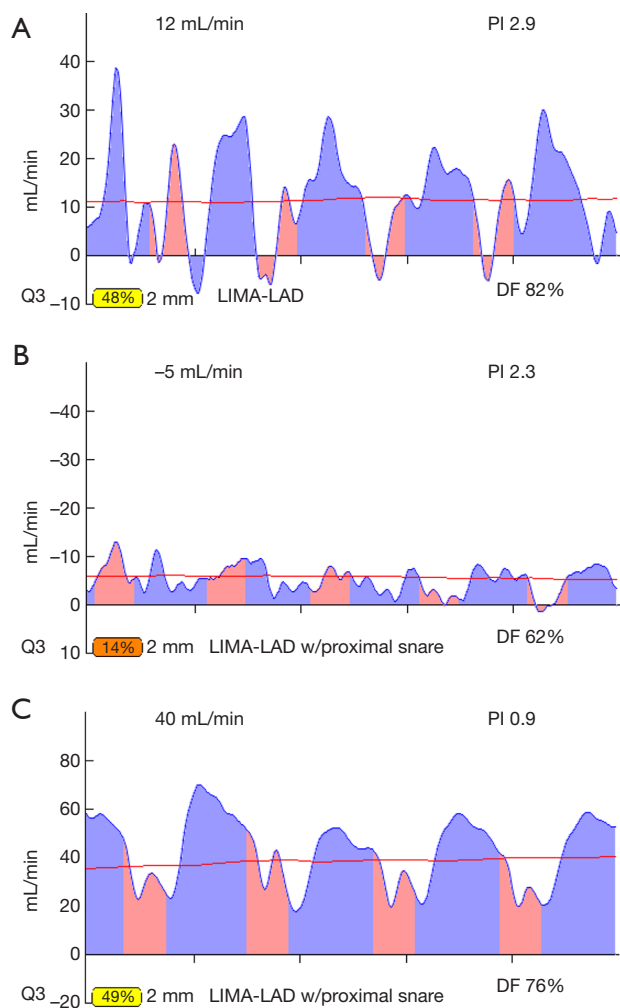 A
12 mL/min PI 2.9
40
30
20
10
0
–10
mL/min
Q3 48% 2 mm LIMA-LAD DF 82%
B
–5 mL/min PI 2.3
–40
–30
–20
–10
0
10
mL/min
Q3 14% 2 mm LIMA-LAD w/proximal snare DF 62%
C
40 mL/min PI 0.9
80
60
40
20
0
–20
mL/min
Q3 49% 2 mm LIMA-LAD w/proximal snare DF 76%